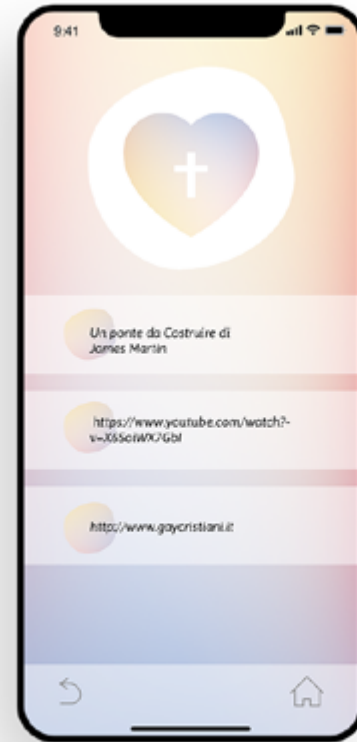 9:41
Un ponte da Costruire di
James Martin
https://www.youtube.com/watch?-
http://www.gaycristiani.it